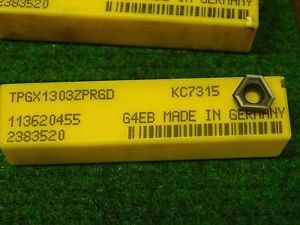 MADE IN GERMANY
2383520
TPGX1303ZPRGD KC7315
113620455 G4EB MADE IN GERMANY
2383520